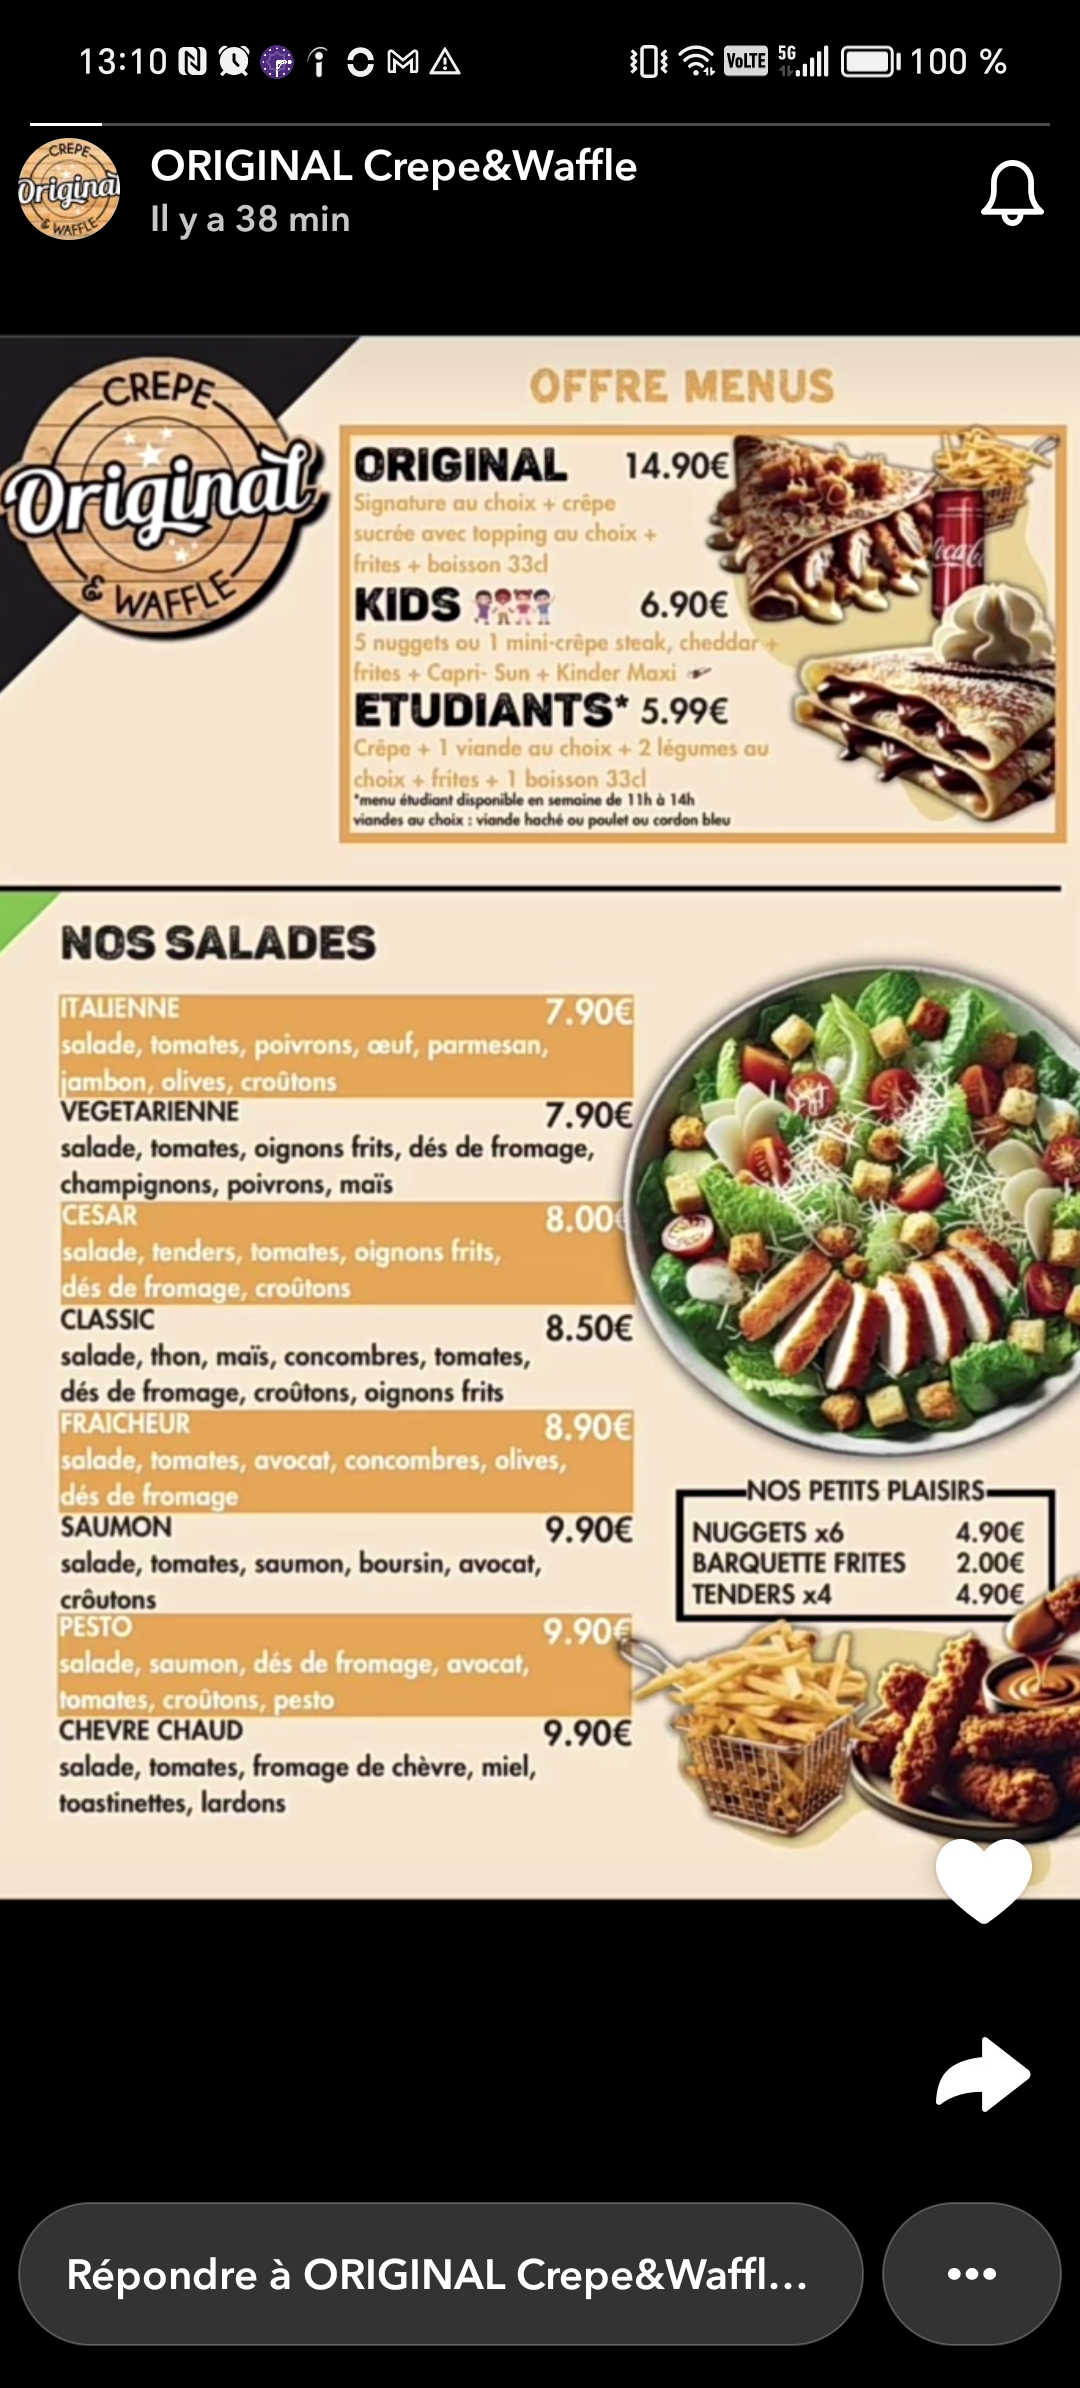 13:10 VoLTE 5G 100 %
ORIGINAL Crepe&Waffle
Il y a 38 min
CREPE
Original
& WAFFLE
OFFRE MENUS
ORIGINAL 14.90€
Signature au choix + crêpe
sucrée avec topping au choix +
frites + boisson 33cl
KIDS 6.90€
5 nuggets ou 1 mini-crêpe steak, cheddar +
frites + Capri- Sun + Kinder Maxi
ETUDIANTS* 5.99€
Crêpe + 1 viande au choix + 2 légumes au
choix + frites + 1 boisson 33cl
*menu étudiant disponible en semaine de 11h à 14h
viandes au choix : viande haché ou poulet ou cordon bleu
NOS SALADES
ITALIENNE 7.90€
salade, tomates, poivrons, œuf, parmesan,
jambon, olives, croûtons
VEGETARIENNE 7.90€
salade, tomates, oignons frits, dés de fromage,
champignons, poivrons, maïs
CESAR 8.00€
salade, tenders, tomates, oignons frits,
dés de fromage, croûtons
CLASSIC 8.50€
salade, thon, maïs, concombres, tomates,
dés de fromage, croûtons, oignons frits
FRAICHEUR 8.90€
salade, tomates, avocat, concombres, olives,
dés de fromage
SAUMON 9.90€
salade, tomates, saumon, boursin, avocat,
crôutons
PESTO 9.90€
salade, saumon, dés de fromage, avocat,
tomates, croûtons, pesto
CHEVRE CHAUD 9.90€
salade, tomates, fromage de chèvre, miel,
toastinettes, lardons
NOS PETITS PLAISIRS
NUGGETS x6 4.90€
BARQUETTE FRITES 2.00€
TENDERS x4 4.90€
Répondre à ORIGINAL Crepe&Waffl...